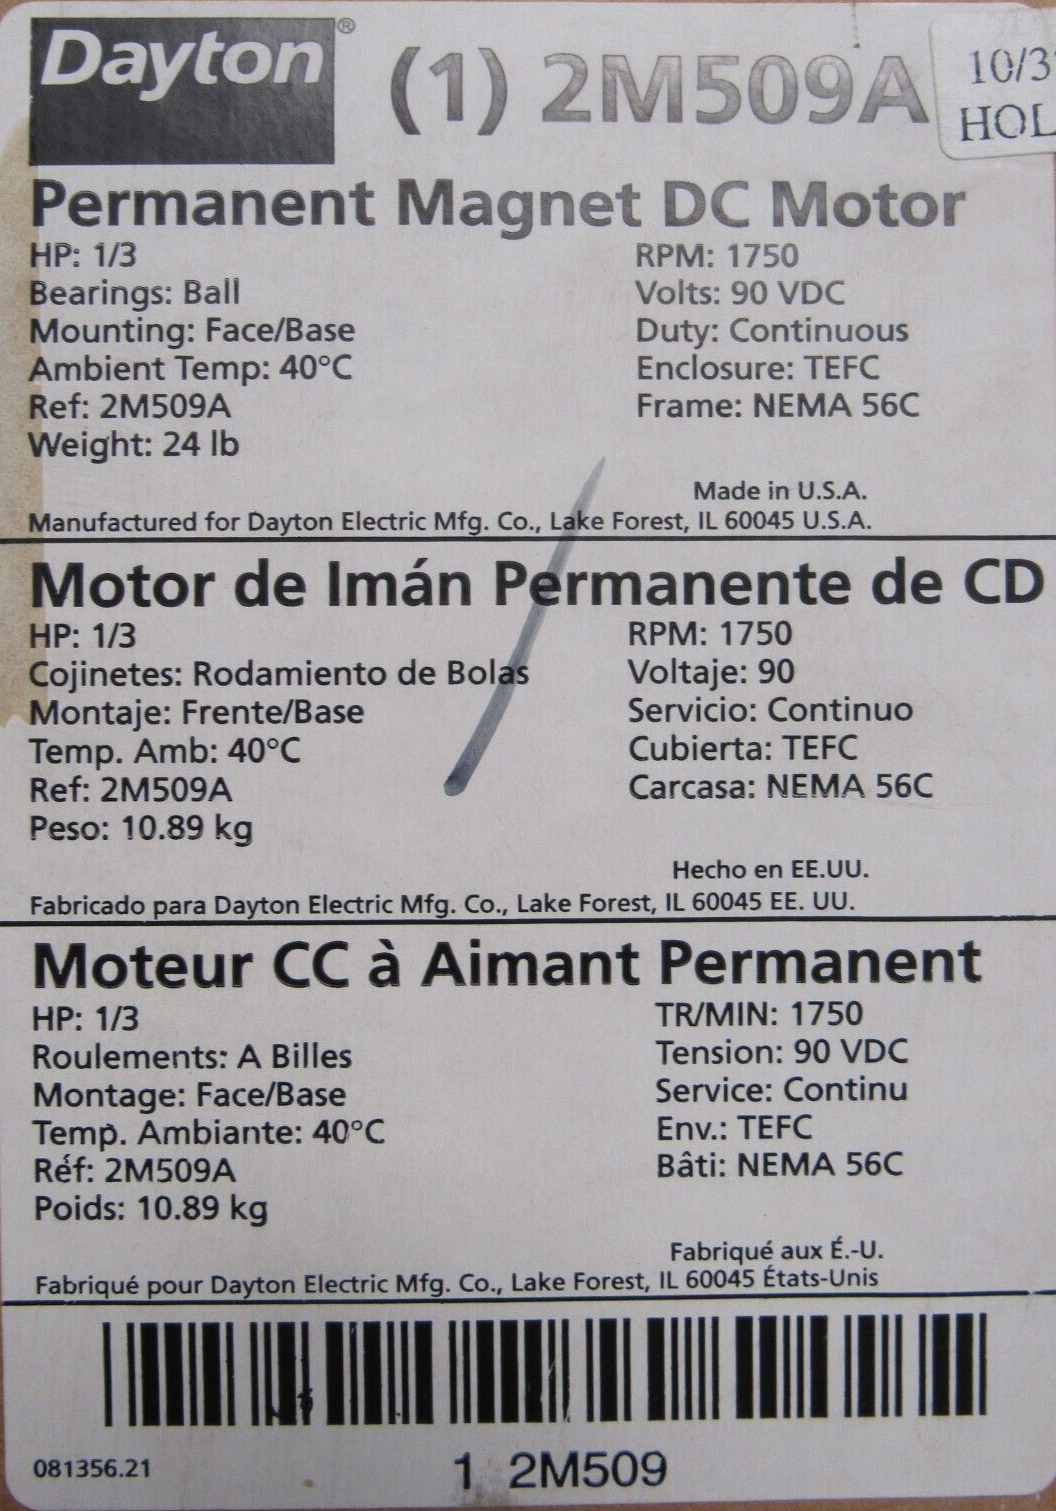 Dayton®
(1) 2M509A
10/3
HOL
Permanent Magnet DC Motor
HP: 1/3
RPM: 1750
Bearings: Ball
Volts: 90 VDC
Mounting: Face/Base
Duty: Continuous
Ambient Temp: 40°C
Enclosure: TEFC
Ref: 2M509A
Frame: NEMA 56C
Weight: 24 lb
Made in U.S.A.
Manufactured for Dayton Electric Mfg. Co., Lake Forest, IL 60045 U.S.A.
Motor de Imán Permanente de CD
HP: 1/3
RPM: 1750
Cojinetes: Rodamiento de Bolas
Voltaje: 90
Montaje: Frente/Base
Servicio: Continuo
Temp. Amb: 40°C
Cubierta: TEFC
Ref: 2M509A
Carcasa: NEMA 56C
Peso: 10.89 kg
Hecho en EE.UU.
Fabricado para Dayton Electric Mfg. Co., Lake Forest, IL 60045 EE. UU.
Moteur CC à Aimant Permanent
HP: 1/3
TR/MIN: 1750
Roulements: A Billes
Tension: 90 VDC
Montage: Face/Base
Service: Continu
Temp. Ambiante: 40°C
Env.: TEFC
Réf: 2M509A
Bâti: NEMA 56C
Poids: 10.89 kg
Fabriqué aux É.-U.
Fabriqué pour Dayton Electric Mfg. Co., Lake Forest, IL 60045 États-Unis
081356.21
1 2M509